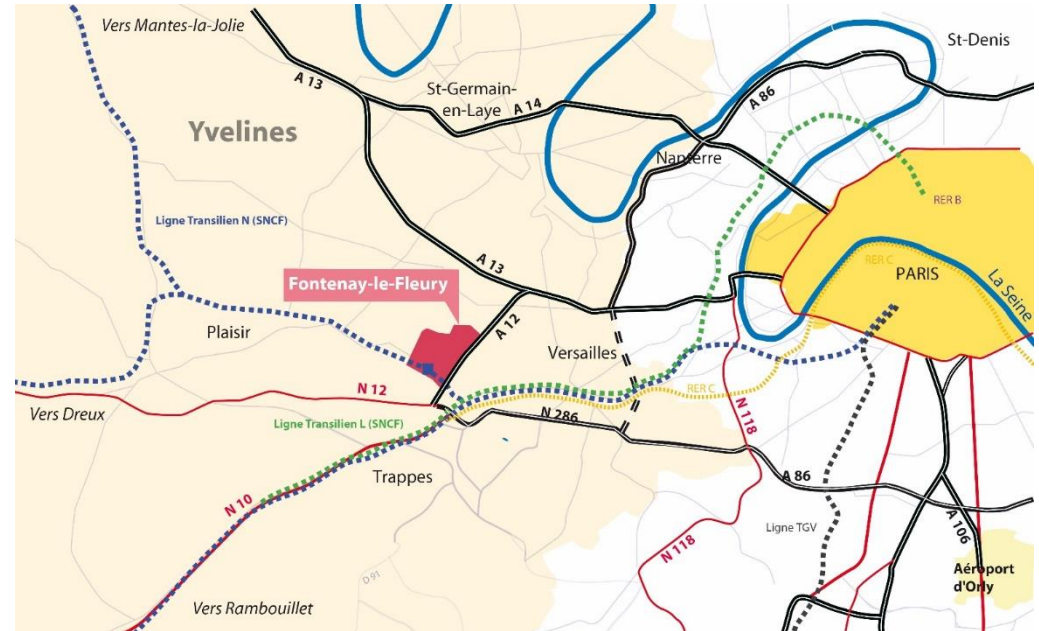 Vers Mantes-la-Jolie
St-Denis
A 13
St-Germain-
en-Laye
A 14
A 86
Yvelines
Nanterre
Ligne Transilien N (SNCF)
RER B
A 13
RER C
PARIS
La Seine
Fontenay-le-Fleury
A 12
Plaisir
Versailles
N 12
RER C
Vers Dreux
N 286
N 118
Ligne Transilien L (SNCF)
Trappes
A 86
N 10
Ligne TGV
A 106
N 118
D 91
Aéroport
d'Orly
Vers Rambouillet